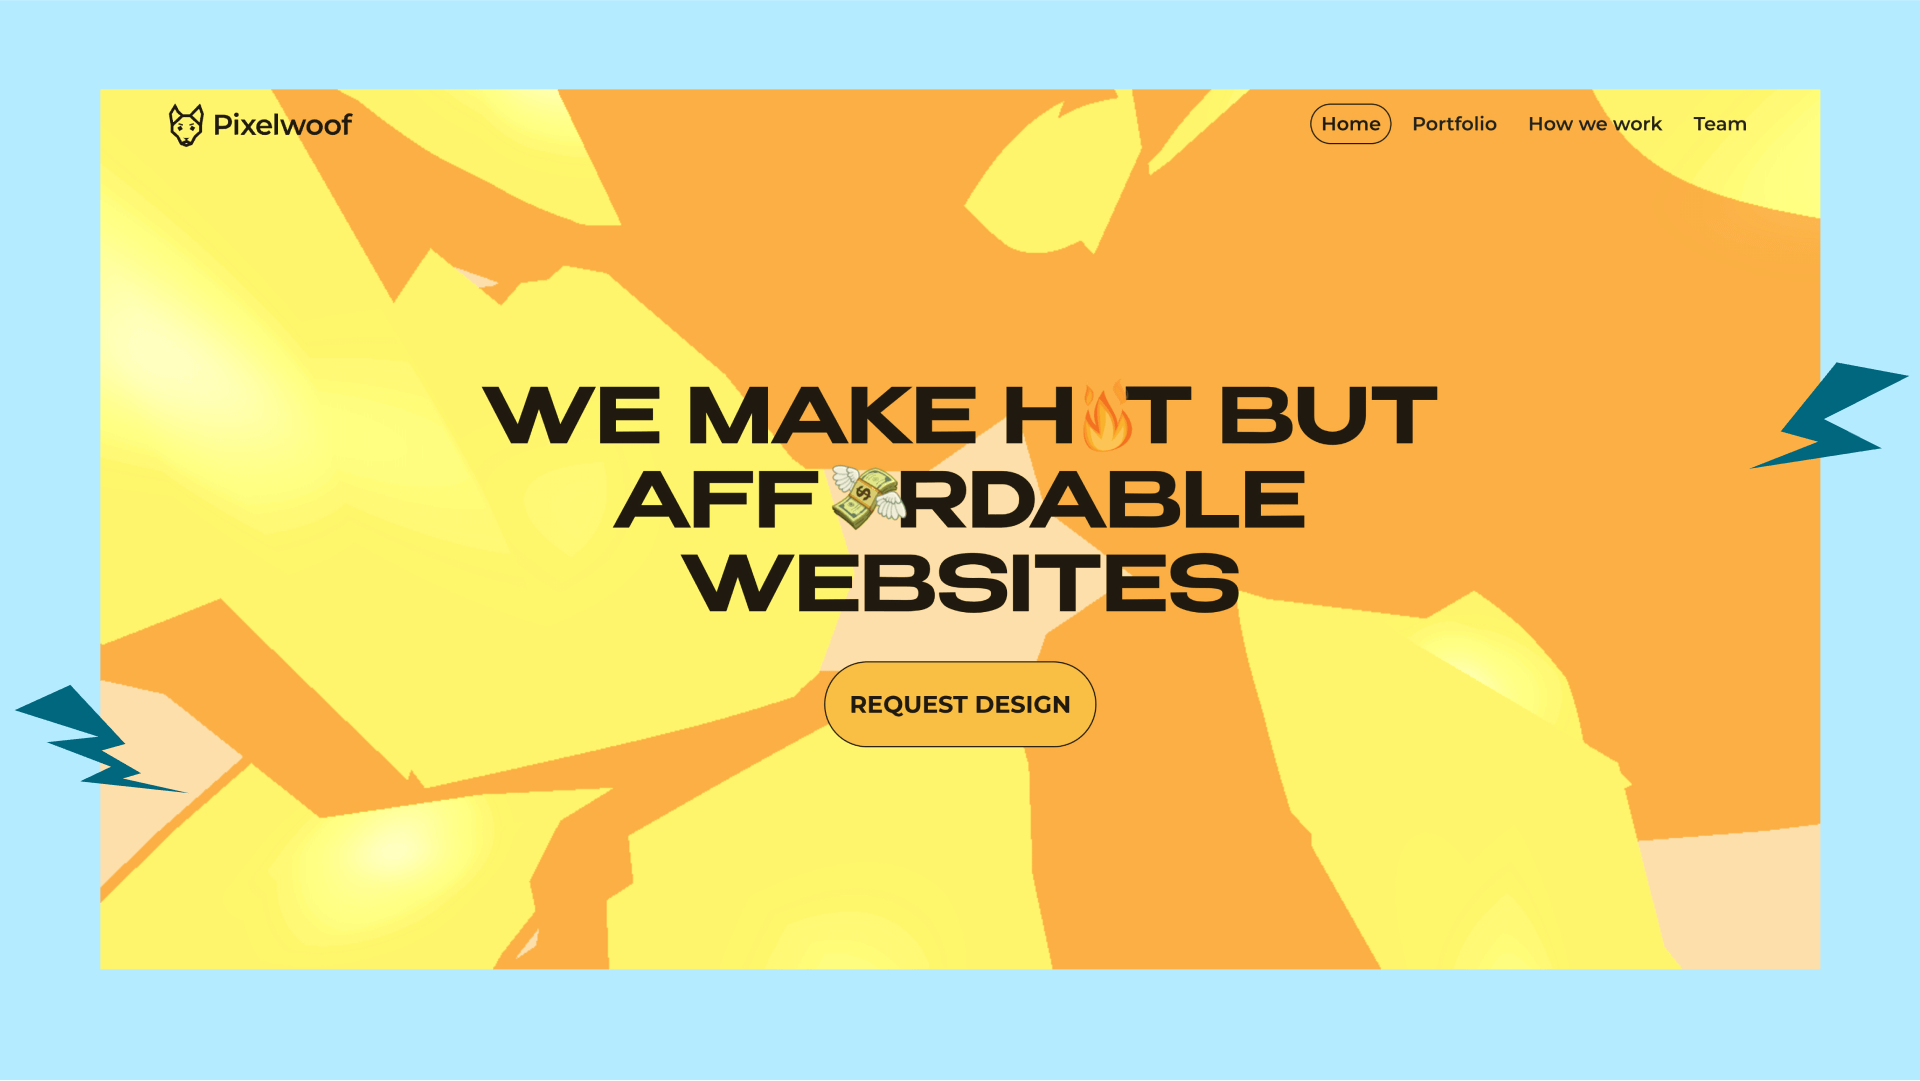 Pixelwoof
Home Portfolio How we work Team
WE MAKE H🔥T BUT
AFF💸RDABLE
WEBSITES
REQUEST DESIGN